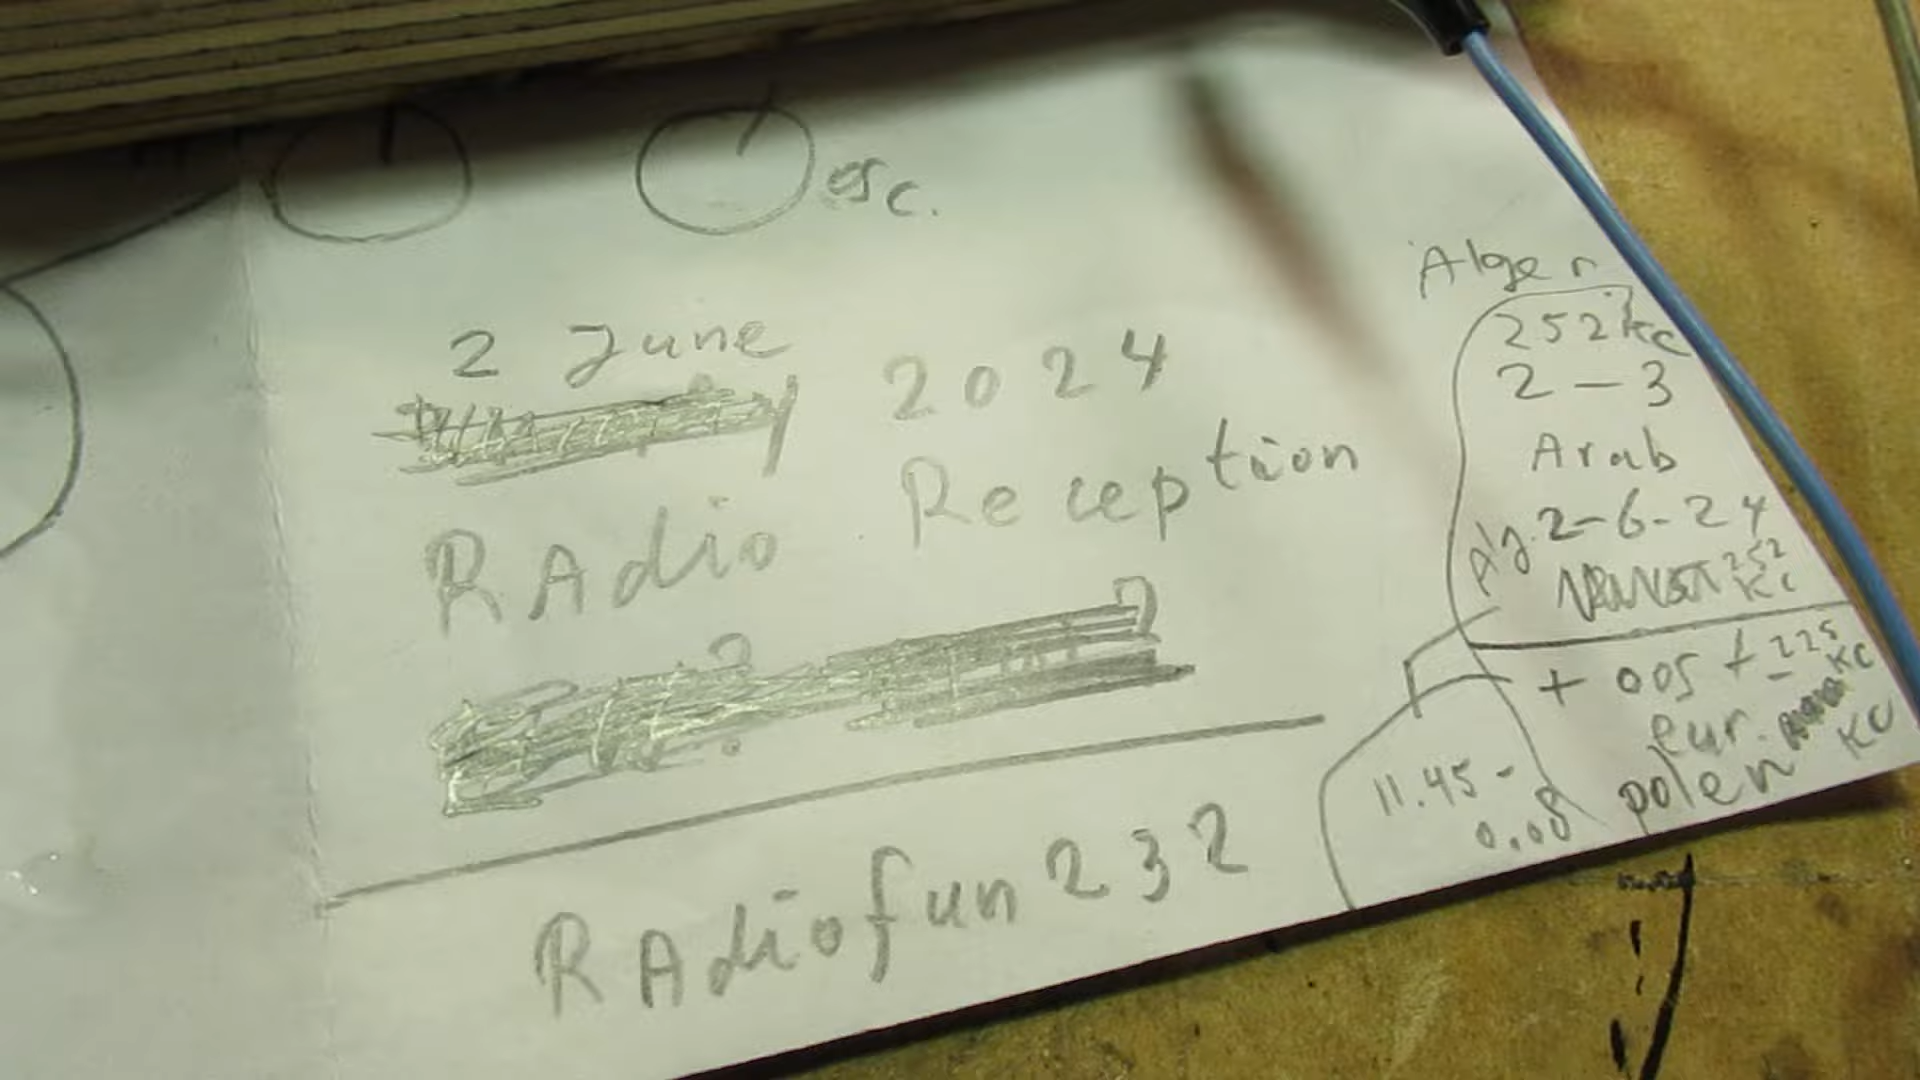 osc.
2 June 2024
RAdio Reception
RAdiofun232
Alger
252 kc
2 - 3
Arab
Alg. 2-6-24
252
KC
+ 005 + 225 KC
eur.
polen KC
11.45 -
0.08